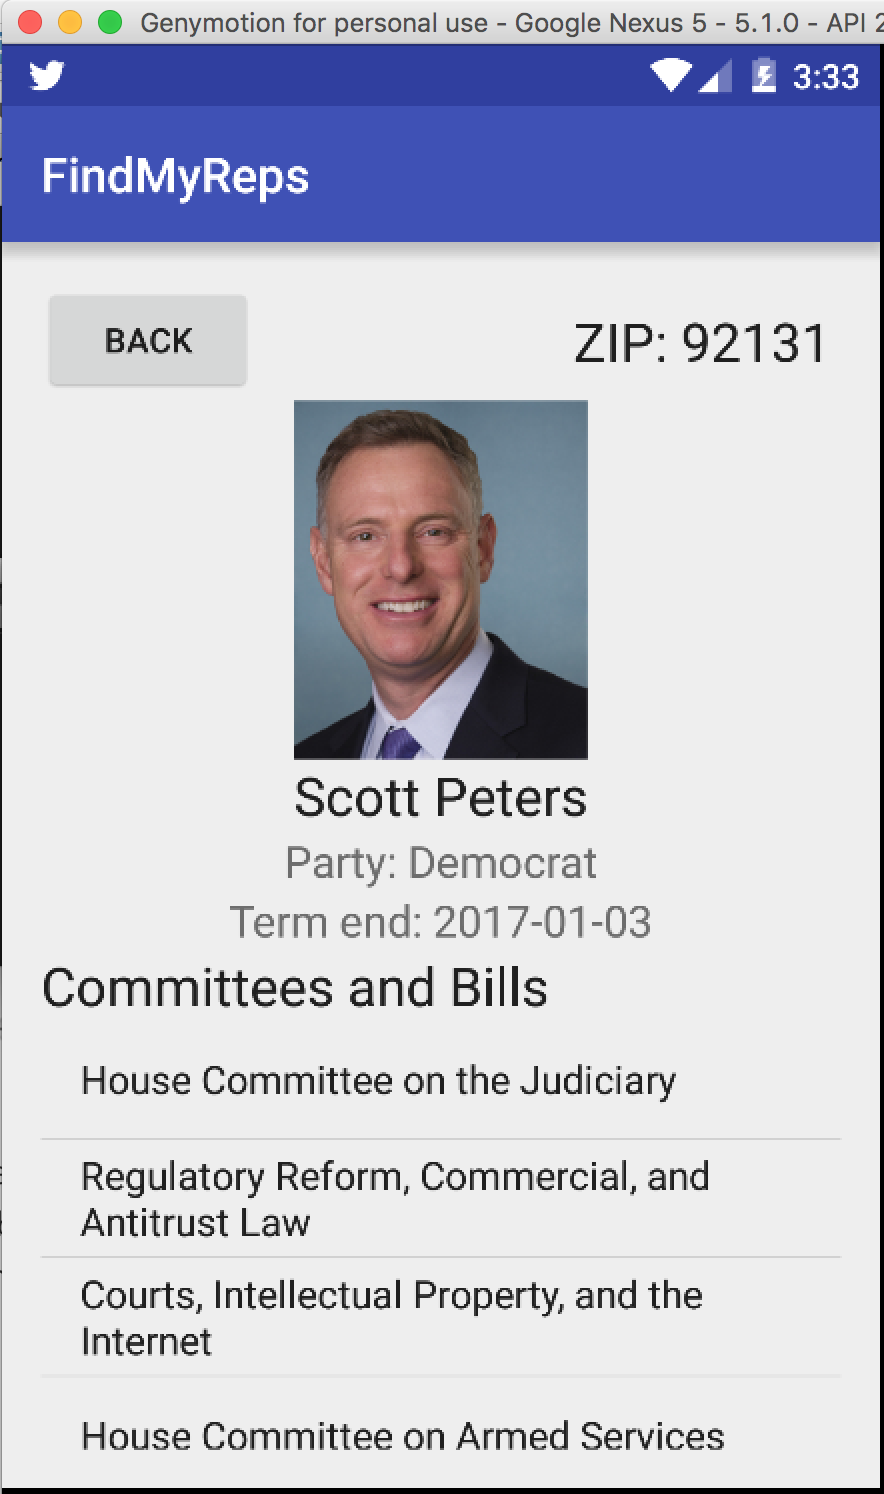 Genymotion for personal use - Google Nexus 5 - 5.1.0 - API 2
3:33
FindMyReps
BACK
ZIP: 92131
Scott Peters
Party: Democrat
Term end: 2017-01-03
Committees and Bills
House Committee on the Judiciary
Regulatory Reform, Commercial, and
Antitrust Law
Courts, Intellectual Property, and the
Internet
House Committee on Armed Services